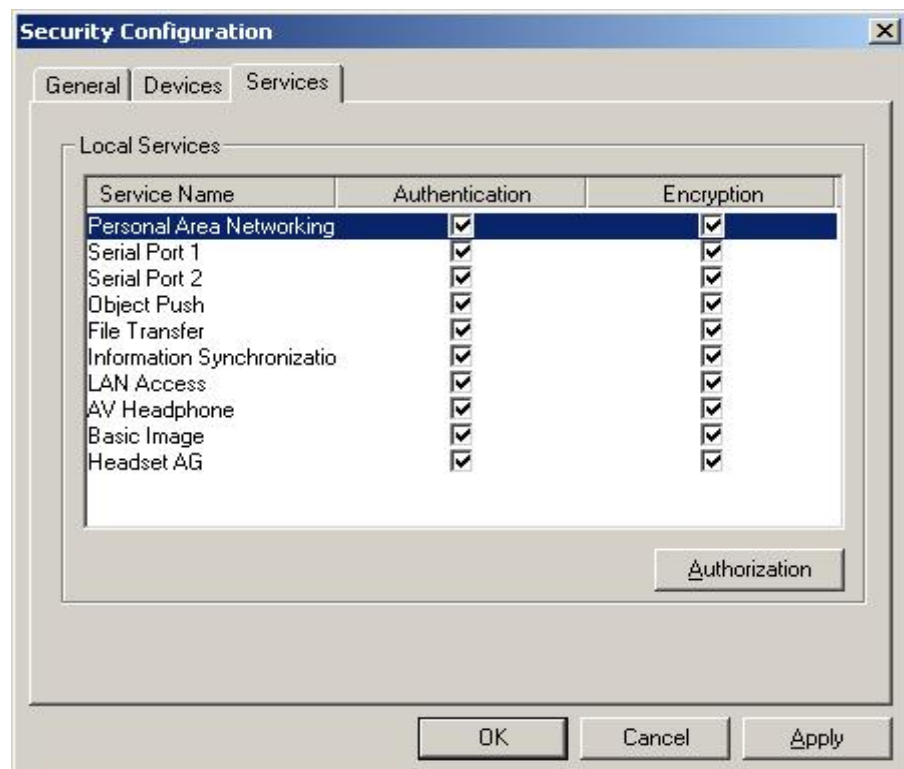 Security Configuration
General Devices Services
Local Services
Service Name Authentication Encryption
Personal Area Networking
Serial Port 1
Serial Port 2
Object Push
File Transfer
Information Synchronizatio
LAN Access
AV Headphone
Basic Image
Headset AG
Authorization
OK Cancel Apply